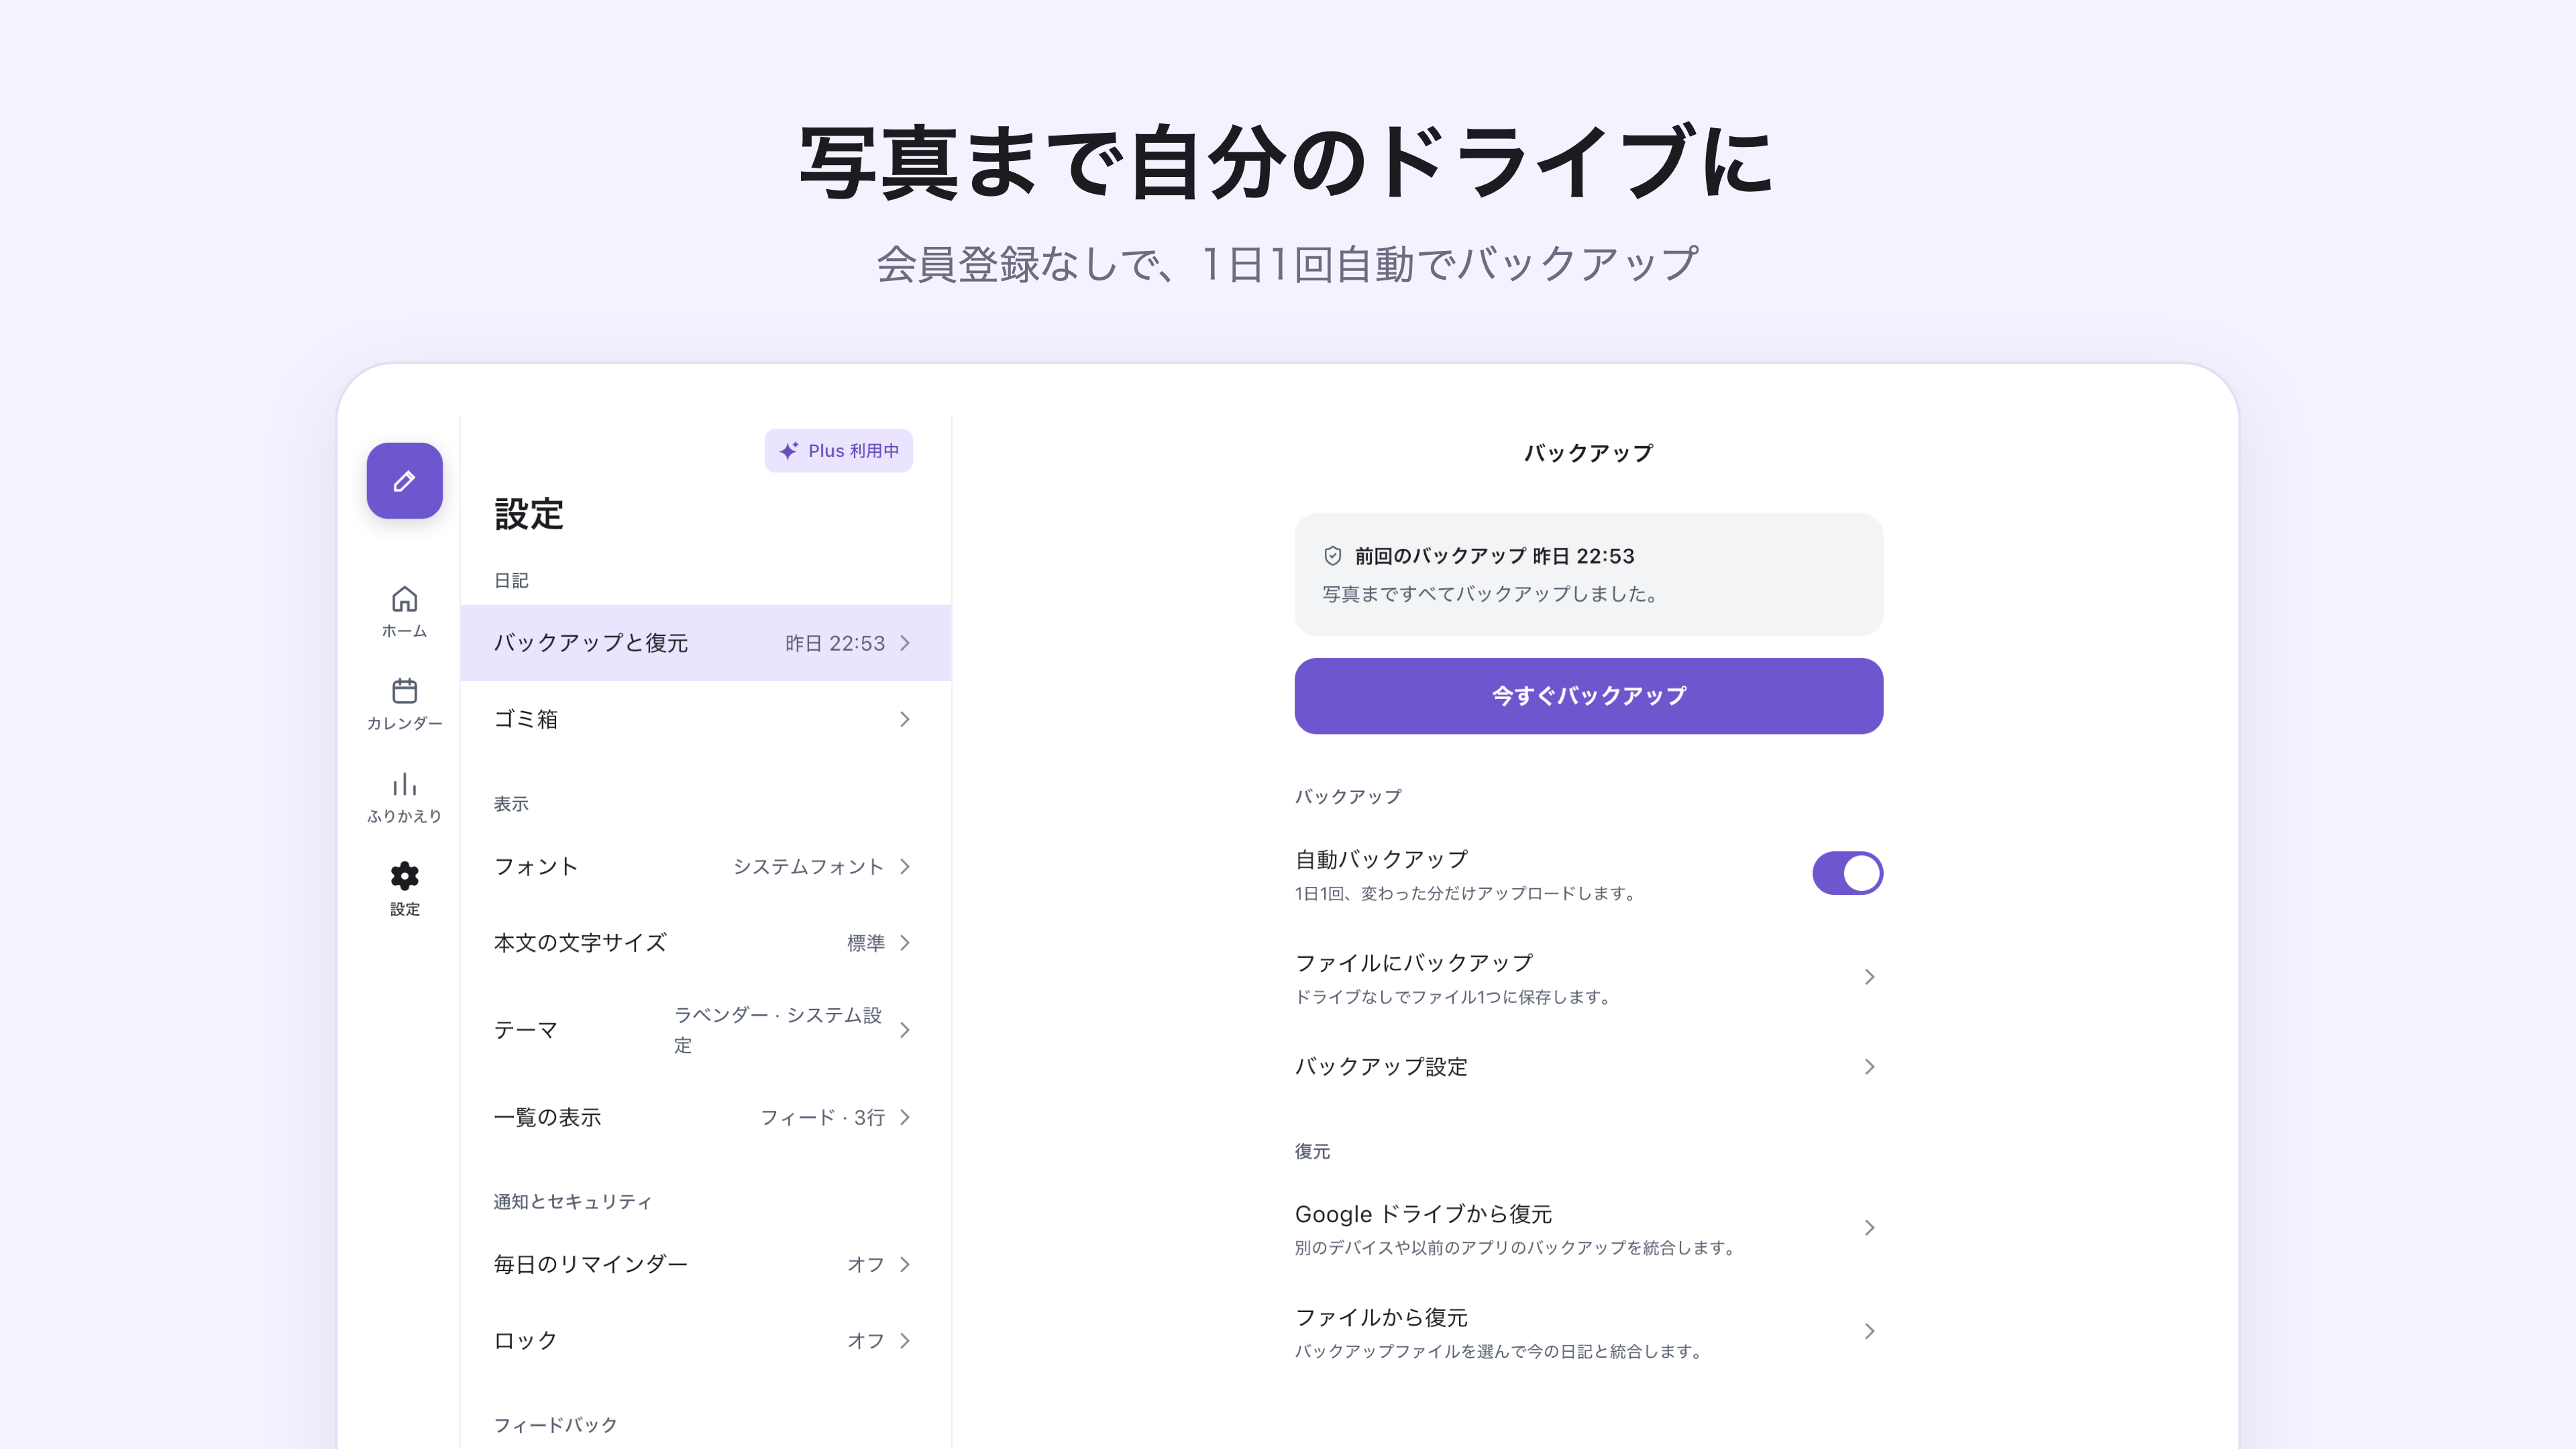 写真まで自分のドライブに
会員登録なしで、1日1回自動でバックアップ
ホーム
カレンダー
ふりかえり
設定
Plus 利用中
設定
日記
バックアップと復元 昨日 22:53
ゴミ箱
表示
フォント システムフォント
本文の文字サイズ 標準
テーマ ラベンダー · システム設
定
一覧の表示 フィード · 3行
通知とセキュリティ
毎日のリマインダー オフ
ロック オフ
フィードバック
バックアップ
前回のバックアップ 昨日 22:53
写真まですべてバックアップしました。
今すぐバックアップ
バックアップ
自動バックアップ
1日1回、変わった分だけアップロードします。
ファイルにバックアップ
ドライブなしでファイル1つに保存します。
バックアップ設定
復元
Google ドライブから復元
別のデバイスや以前のアプリのバックアップを統合します。
ファイルから復元
バックアップファイルを選んで今の日記と統合します。